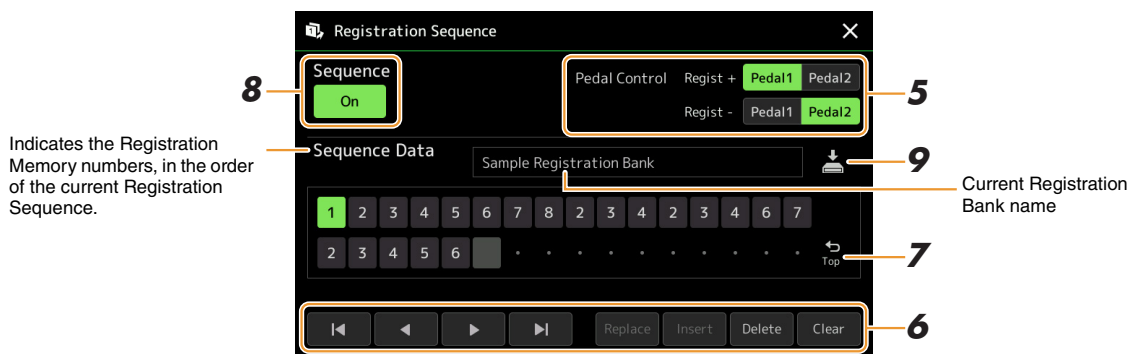 Registration Sequence
8
Sequence
On
Pedal Control Regist + Pedal1 Pedal2
Regist - Pedal1 Pedal2
5
Indicates the Registration
Memory numbers, in the order
of the current Registration
Sequence.
Sequence Data
Sample Registration Bank
9
Current Registration
Bank name
1 2 3 4 5 6 7 8 2 3 4 2 3 4 6 7
2 3 4 5 6
Top
7
Replace Insert Delete Clear
6